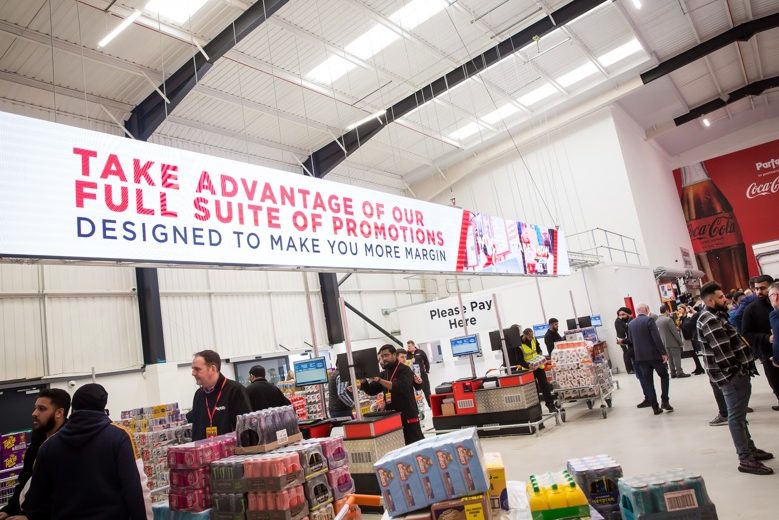 TAKE ADVANTAGE OF OUR
FULL SUITE OF PROMOTIONS
DESIGNED TO MAKE YOU MORE MARGIN
Please Pay
Here
Coca-Cola
Coca-Cola